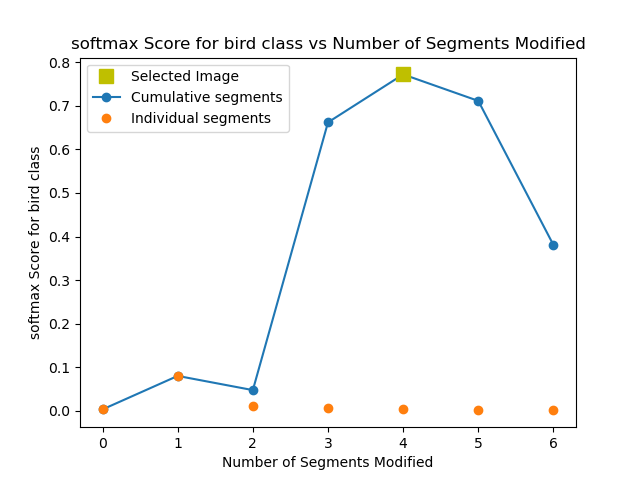 softmax Score for bird class vs Number of Segments Modified
Selected Image
Cumulative segments
Individual segments
softmax Score for bird class
0.8
0.7
0.6
0.5
0.4
0.3
0.2
0.1
0.0
0 1 2 3 4 5 6
Number of Segments Modified